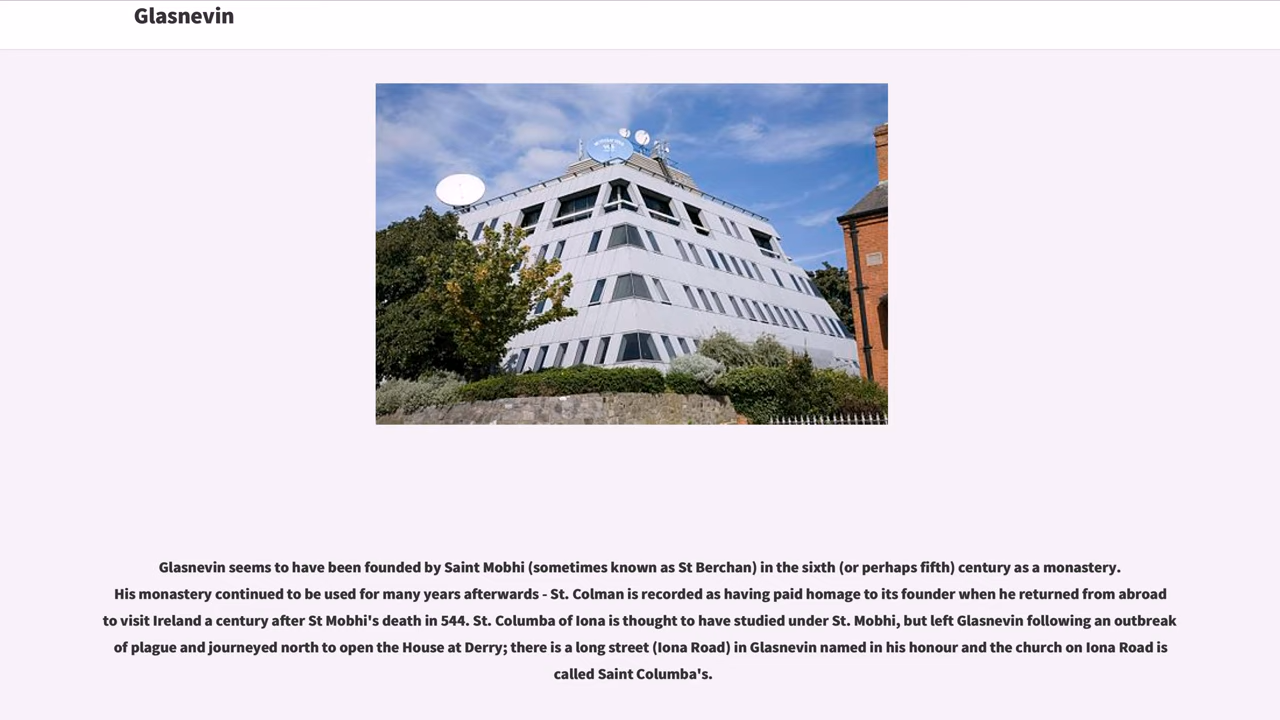 Glasnevin
Glasnevin seems to have been founded by Saint Mobhi (sometimes known as St Berchan) in the sixth (or perhaps fifth) century as a monastery.
His monastery continued to be used for many years afterwards - St. Colman is recorded as having paid homage to its founder when he returned from abroad
to visit Ireland a century after St Mobhi's death in 544. St. Columba of Iona is thought to have studied under St. Mobhi, but left Glasnevin following an outbreak
of plague and journeyed north to open the House at Derry; there is a long street (Iona Road) in Glasnevin named in his honour and the church on Iona Road is
called Saint Columba's.